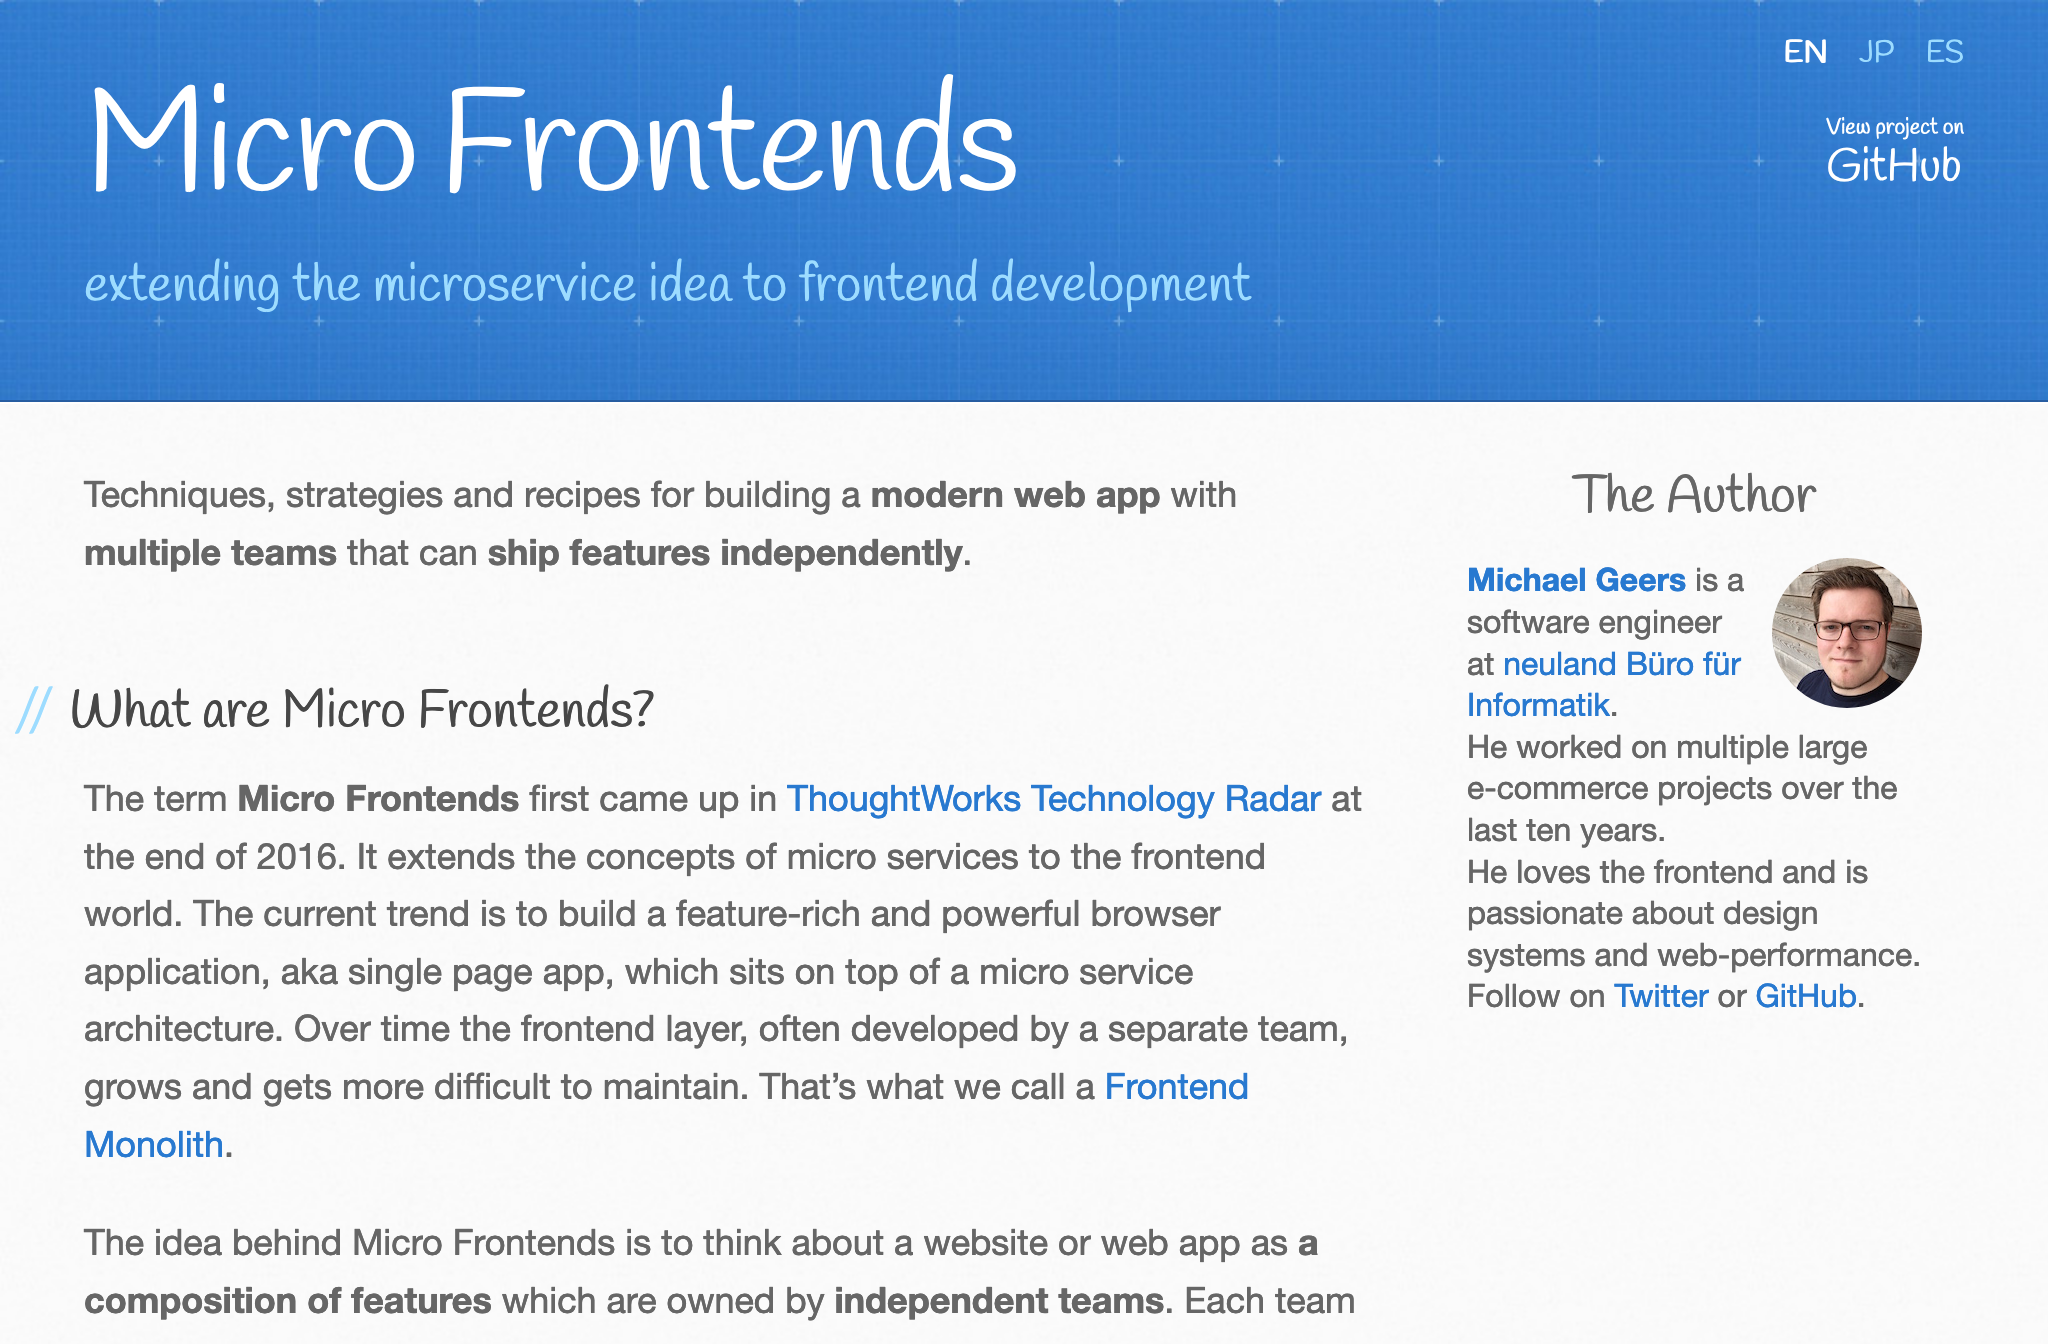 EN JP ES
View project on
GitHub
Micro Frontends
extending the microservice idea to frontend development
Techniques, strategies and recipes for building a modern web app with
multiple teams that can ship features independently.
// What are Micro Frontends?
The term Micro Frontends first came up in ThoughtWorks Technology Radar at
the end of 2016. It extends the concepts of micro services to the frontend
world. The current trend is to build a feature-rich and powerful browser
application, aka single page app, which sits on top of a micro service
architecture. Over time the frontend layer, often developed by a separate team,
grows and gets more difficult to maintain. That’s what we call a Frontend
Monolith.
The idea behind Micro Frontends is to think about a website or web app as a
composition of features which are owned by independent teams. Each team
The Author
Michael Geers is a
software engineer
at neuland Büro für
Informatik.
He worked on multiple large
e-commerce projects over the
last ten years.
He loves the frontend and is
passionate about design
systems and web-performance.
Follow on Twitter or GitHub.